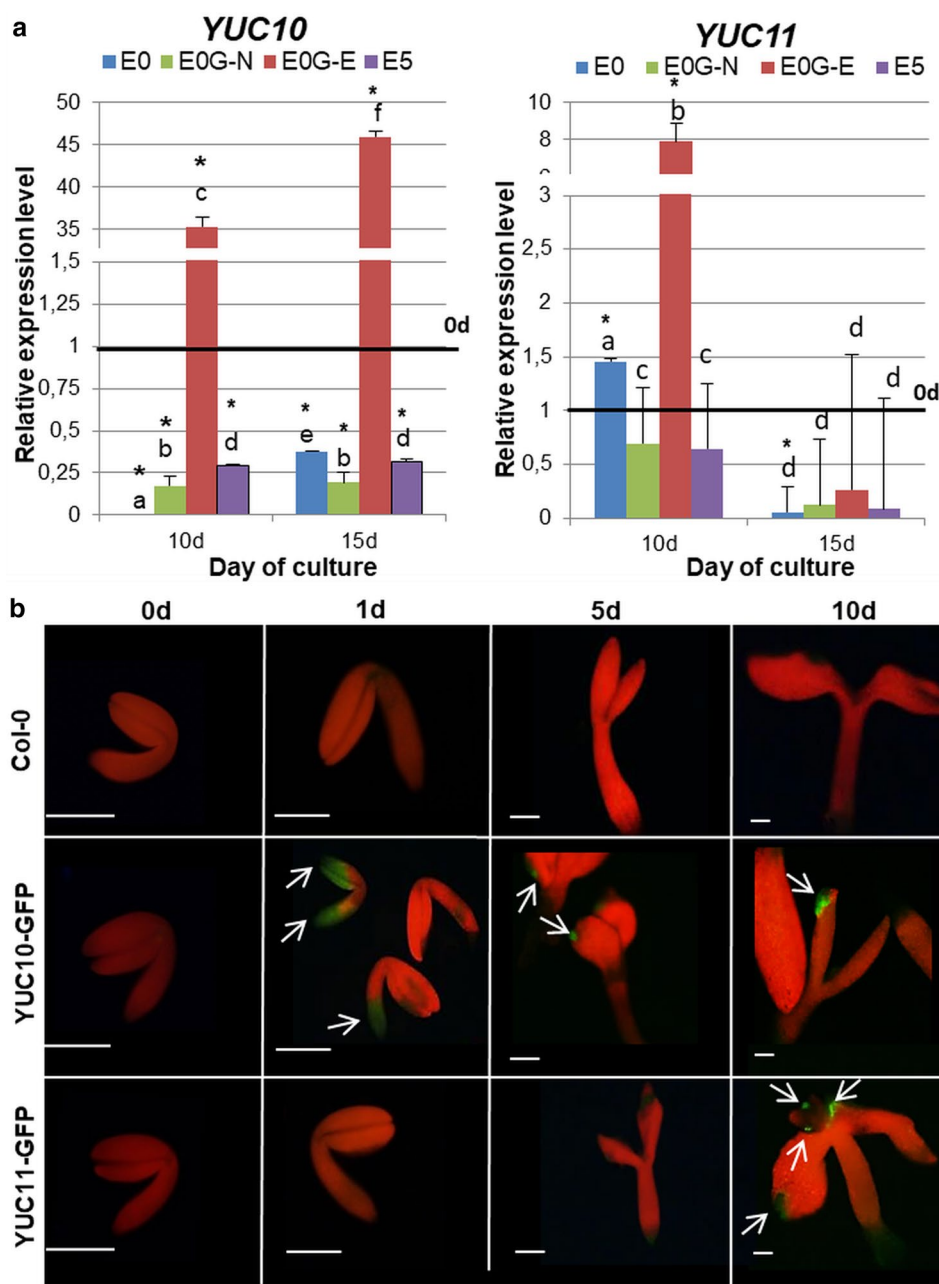 a
YUC10
E0 E0G-N E0G-E E5
50
45
40
35
1,5
1,25
1
0,75
0,5
0,25
0
Relative expression level
0d
* a
* b
* c
* d
* e
* b
* f
* d
10d 15d
Day of culture
YUC11
E0 E0G-N E0G-E E5
10
8
3
2,5
2
1,5
1
0,5
0
Relative expression level
0d
* a
c
* b
c
* d
d
d
d
10d 15d
Day of culture
b
0d 1d 5d 10d
Col-0
YUC10-GFP
YUC11-GFP